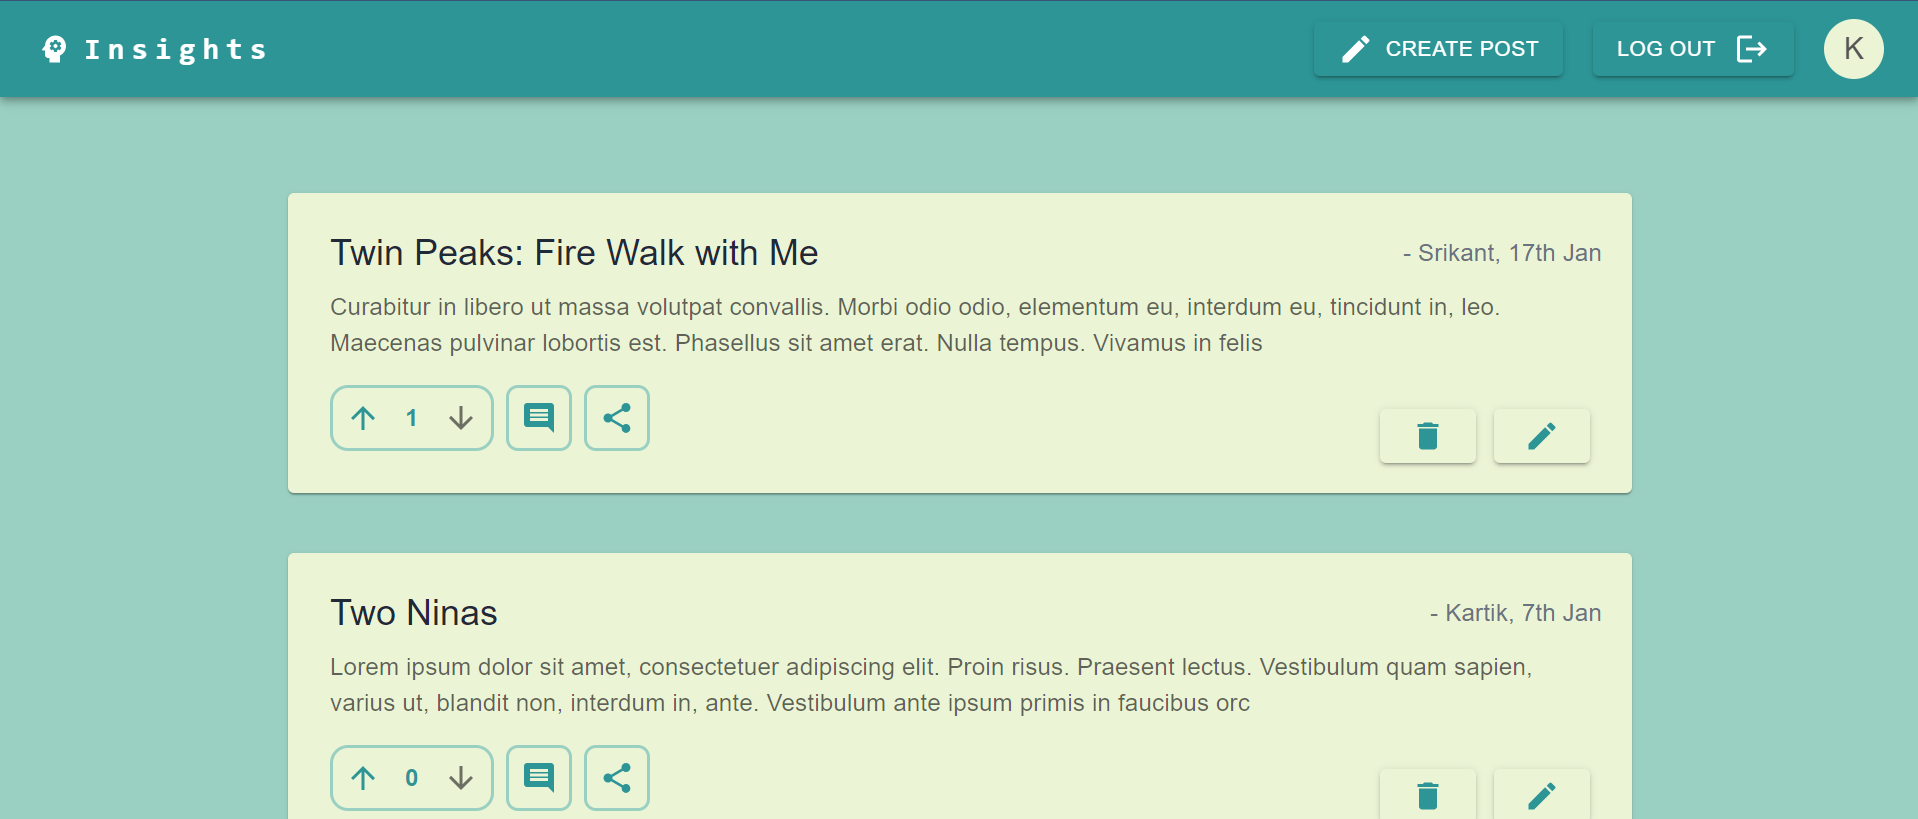 Insights
CREATE POST
LOG OUT
K
Twin Peaks: Fire Walk with Me
- Srikant, 17th Jan
Curabitur in libero ut massa volutpat convallis. Morbi odio odio, elementum eu, interdum eu, tincidunt in, leo.
Maecenas pulvinar lobortis est. Phasellus sit amet erat. Nulla tempus. Vivamus in felis
1
Two Ninas
- Kartik, 7th Jan
Lorem ipsum dolor sit amet, consectetuer adipiscing elit. Proin risus. Praesent lectus. Vestibulum quam sapien,
varius ut, blandit non, interdum in, ante. Vestibulum ante ipsum primis in faucibus orc
0